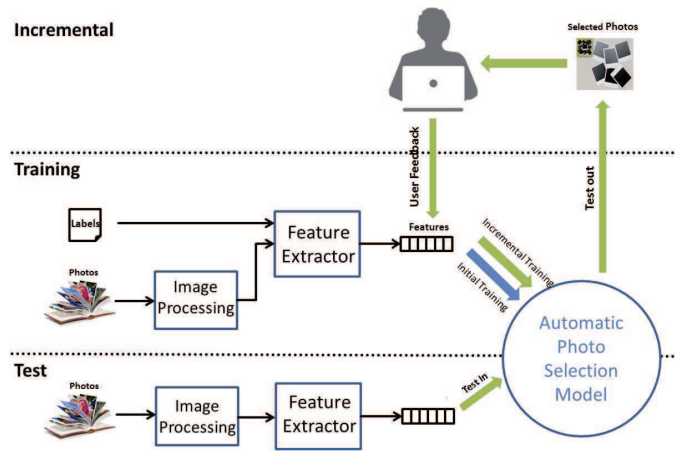 Incremental
Selected Photos
Training
User Feedback
Test out
Labels
Feature
Extractor
Features
Incremental Training
Initial Training
Photos
Image
Processing
Automatic
Photo
Selection
Model
Test
Photos
Image
Processing
Feature
Extractor
Test in